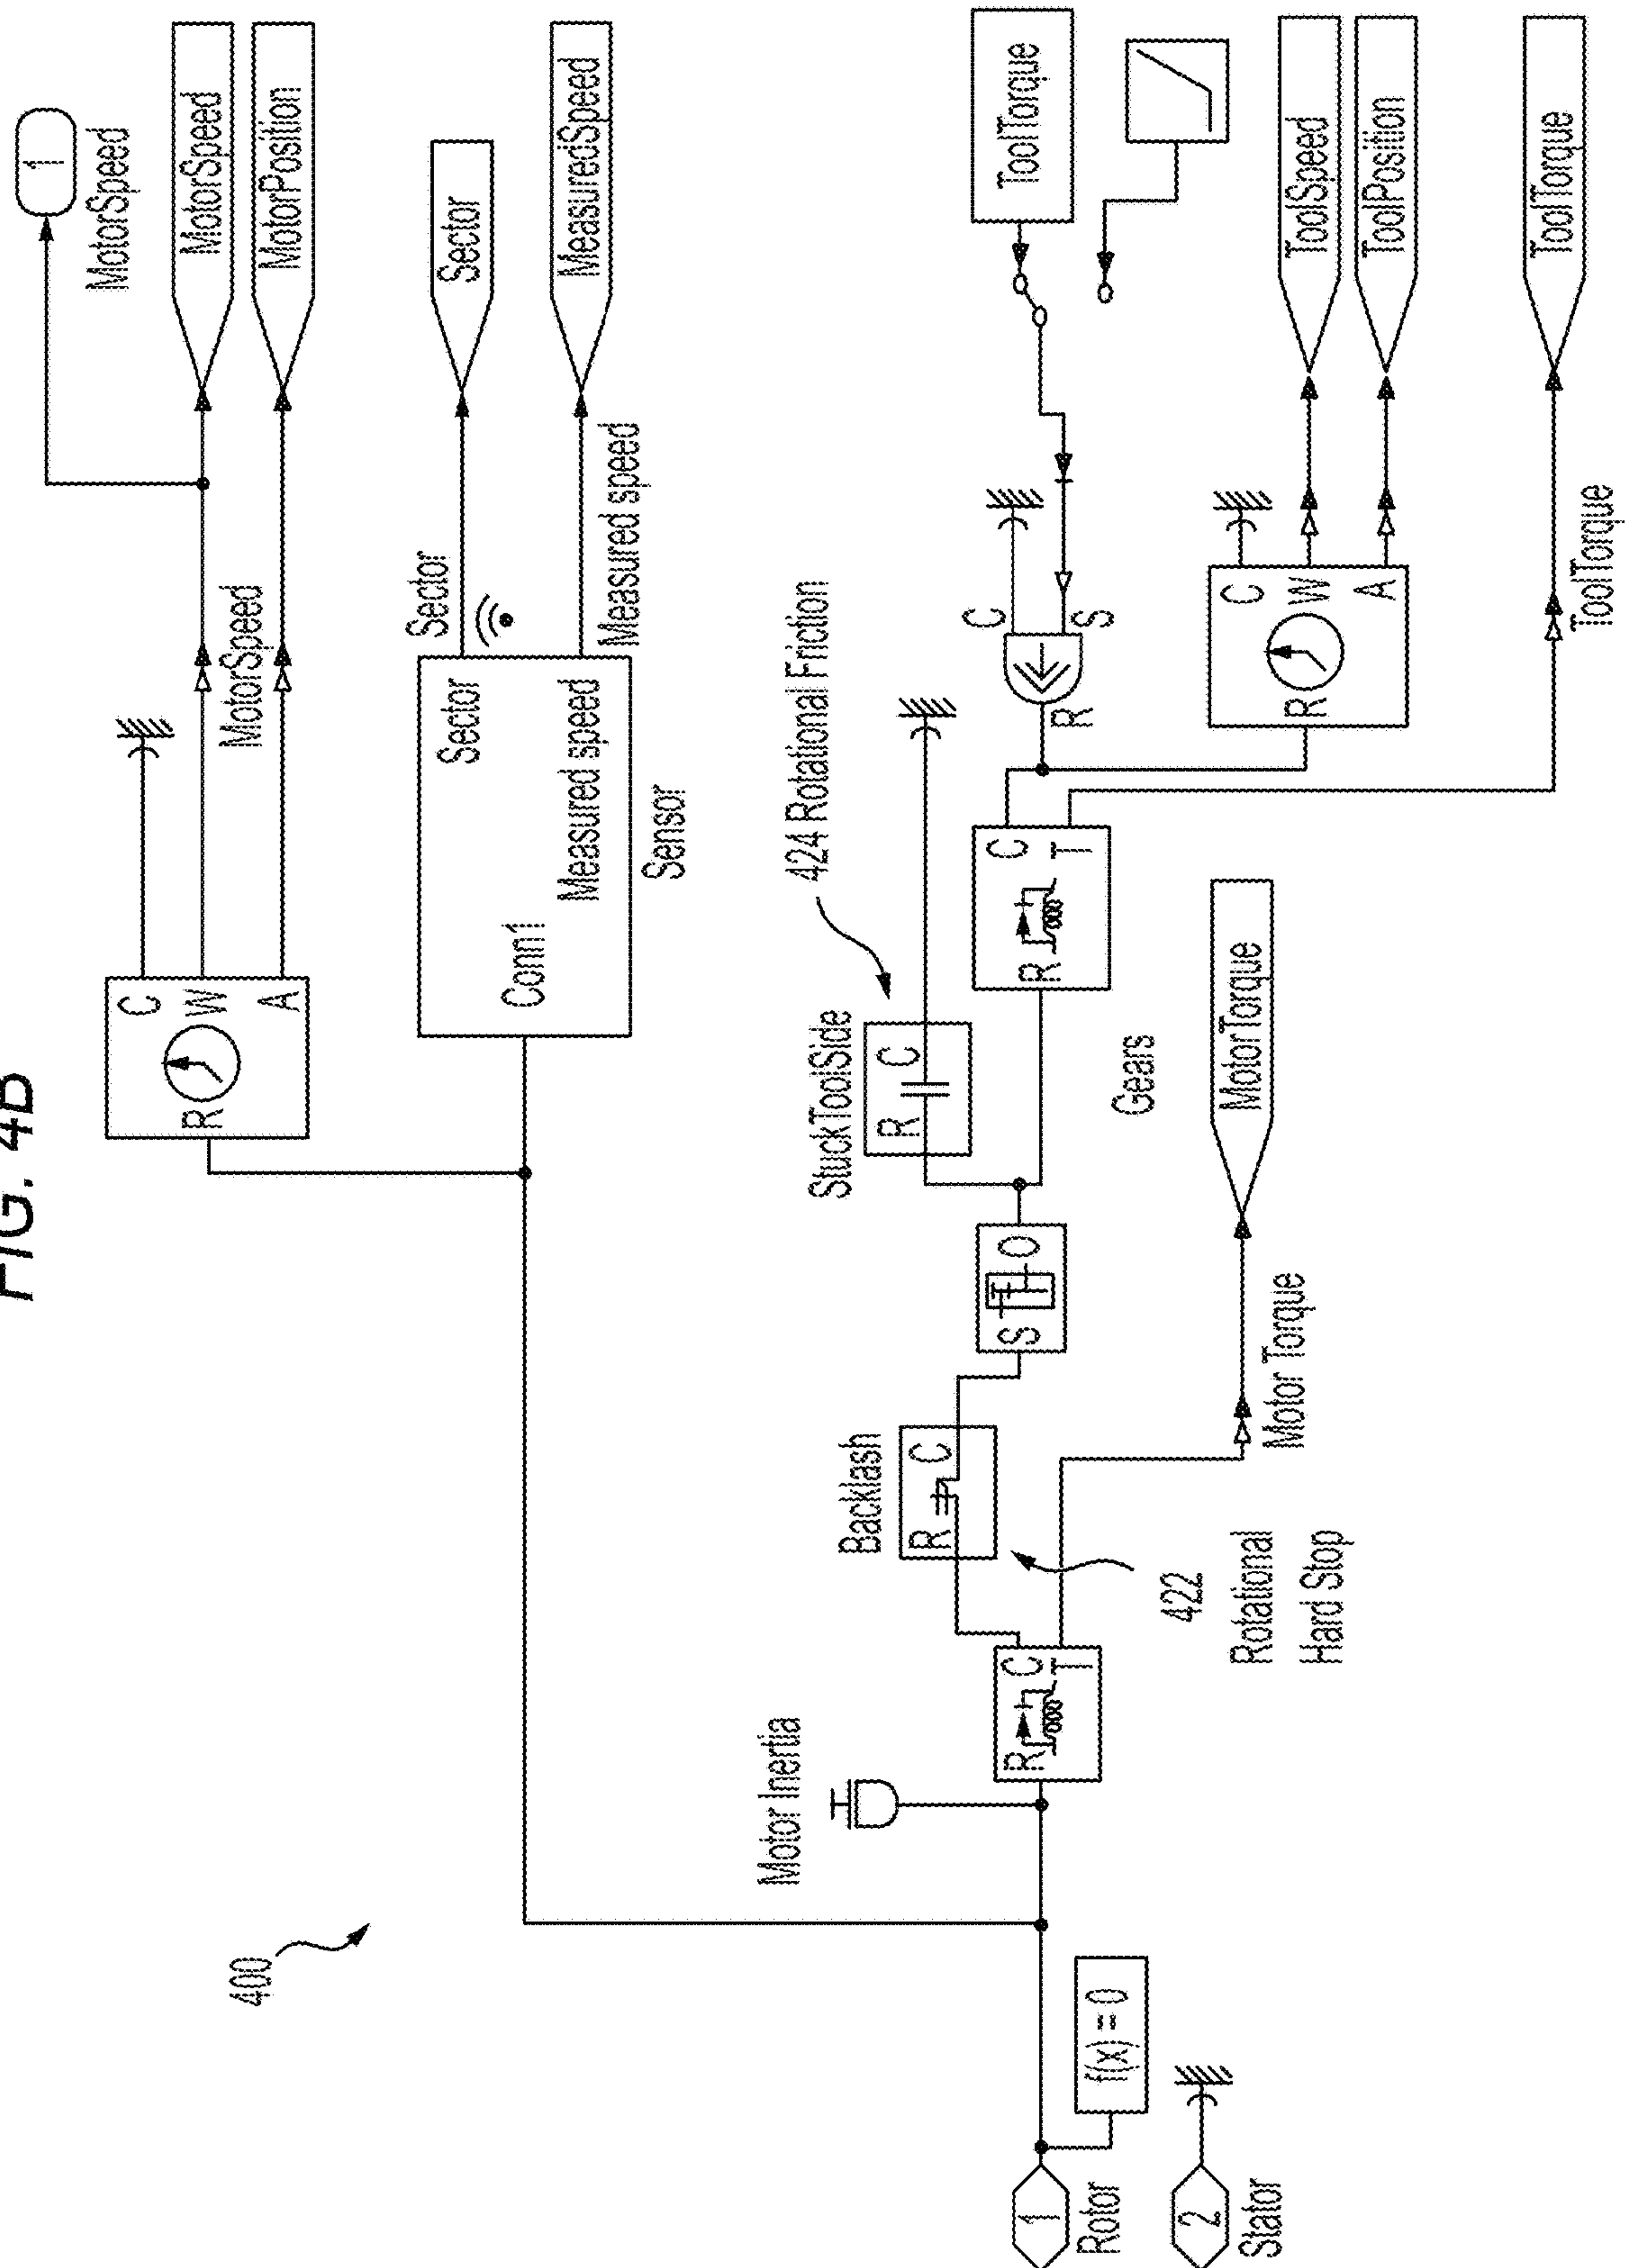 FIG. 4B
400
1
MotorSpeed
R
C
W
A
MotorSpeed
MotorSpeed
MotorPosition
Conn1
Sector
Measured speed
Sensor
Sector
Measured speed
Sector
MeasuredSpeed
Motor Inertia
Backlash
R C
StuckToolSide
R C
424 Rotational Friction
1
Rotor
f(x) = 0
2
Stator
R
C
T
422
Rotational
Hard Stop
S
O
Gears
Motor Torque
MotorTorque
R
C
T
R
C
S
ToolTorque
R
C
W
A
ToolSpeed
ToolPosition
ToolTorque
ToolTorque